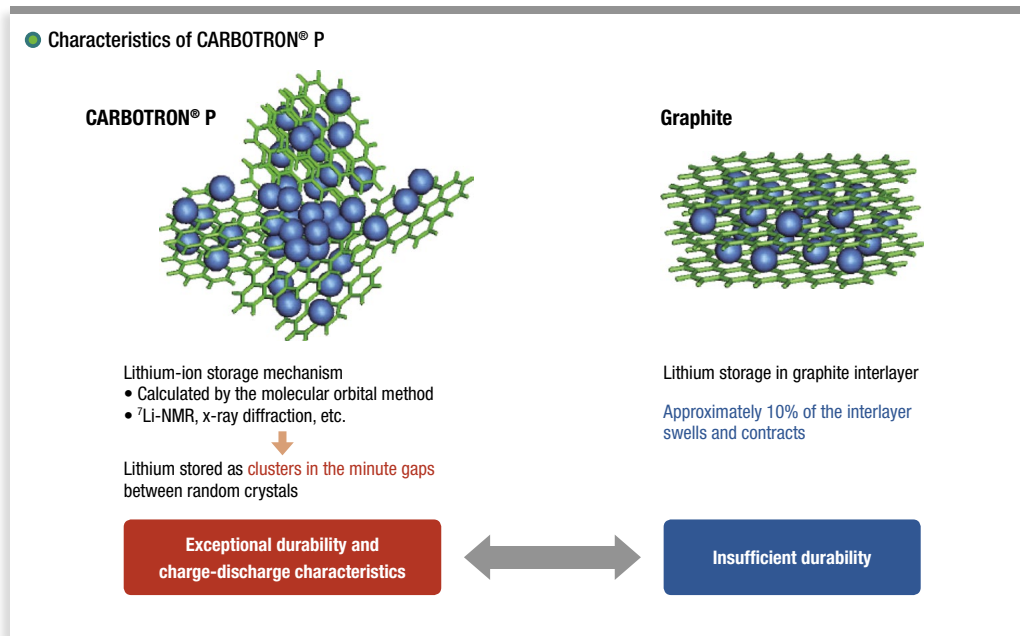 Characteristics of CARBOTRON® P
CARBOTRON® P
Lithium-ion storage mechanism
• Calculated by the molecular orbital method
• ⁷Li-NMR, x-ray diffraction, etc.
Lithium stored as clusters in the minute gaps
between random crystals
Exceptional durability and
charge-discharge characteristics
Graphite
Lithium storage in graphite interlayer
Approximately 10% of the interlayer
swells and contracts
Insufficient durability